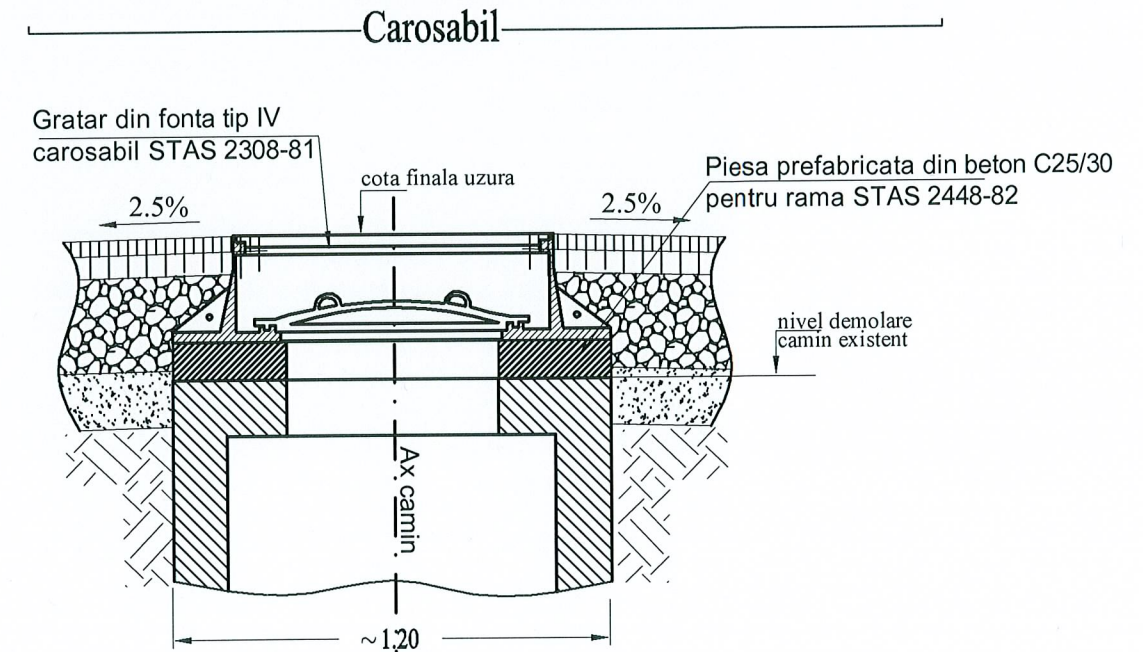 Carosabil
Gratar din fonta tip IV
carosabil STAS 2308-81
cota finala uzura
Piesa prefabricata din beton C25/30
pentru rama STAS 2448-82
2.5%
2.5%
nivel demolare
camin existent
Ax camin
~ 1.20